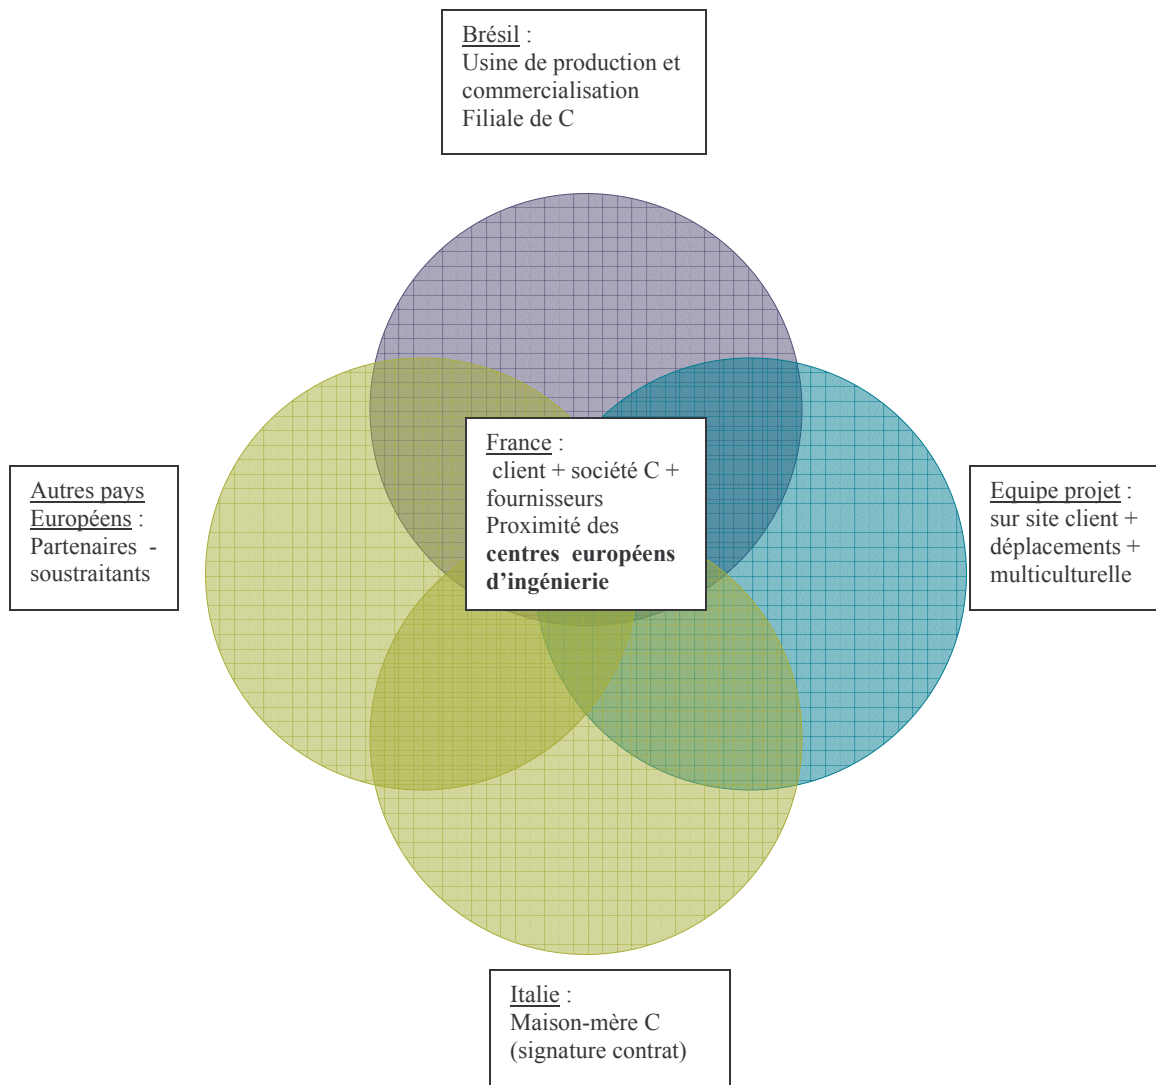 Brésil :
Usine de production et
commercialisation
Filiale de C
France :
client + société C +
fournisseurs
Proximité des
centres européens
d’ingénierie
Autres pays
Européens :
Partenaires -
soustraitants
Equipe projet :
sur site client +
déplacements +
multiculturelle
Italie :
Maison-mère C
(signature contrat)